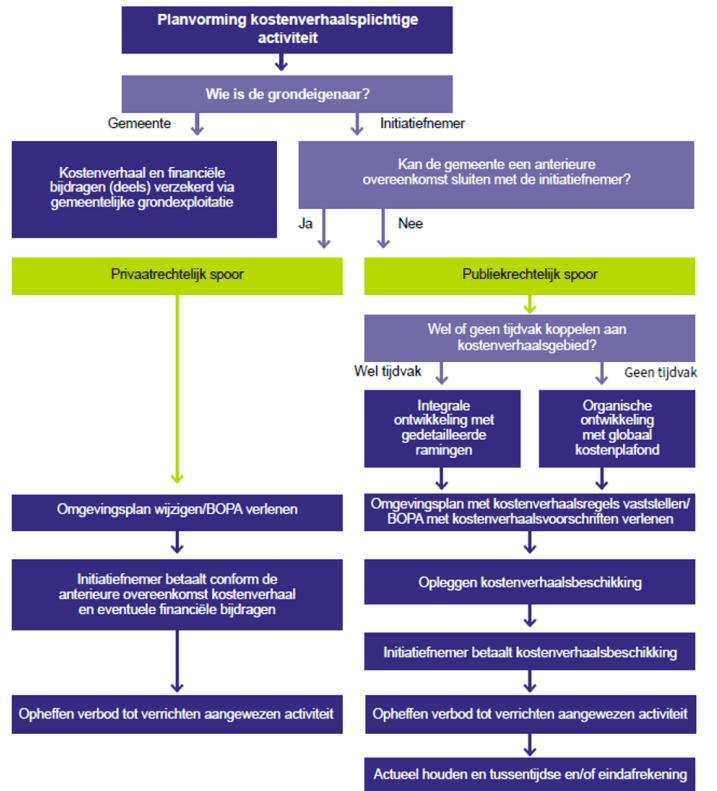 Planvorming kostenverhaalsplichtige
activiteit
Wie is de grondeigenaar?
Gemeente
Initiatiefnemer
Kostenverhaal en financiële
bijdragen (deels) verzekerd via
gemeentelijke grondexploitatie
Kan de gemeente een anterieure
overeenkomst sluiten met de initiatiefnemer?
Ja
Nee
Privaatrechtelijk spoor
Publiekrechtelijk spoor
Wel of geen tijdvak koppelen aan
kostenverhaalsgebied?
Wel tijdvak
Geen tijdvak
Integrale
ontwikkeling met
gedetailleerde
ramingen
Organische
ontwikkeling
met globaal
kostenplafond
Omgevingsplan wijzigen/BOPA verlenen
Omgevingsplan met kostenverhaalsregels vaststellen/
BOPA met kostenverhaalsvoorschriften verlenen
Initiatiefnemer betaalt conform de
anterieure overeenkomst kostenverhaal
en eventuele financiële bijdragen
Opleggen kostenverhaalsbeschikking
Initiatiefnemer betaalt kostenverhaalsbeschikking
Opheffen verbod tot verrichten aangewezen activiteit
Opheffen verbod tot verrichten aangewezen activiteit
Actueel houden en tussentijdse en/of eindafrekening